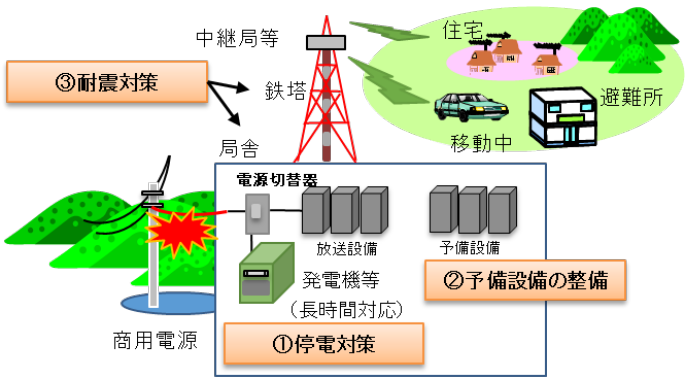 中継局等
住宅
③耐震対策
鉄塔
避難所
移動中
局舎
電源切替器
放送設備
予備設備
発電機等
（長時間対応）
②予備設備の整備
商用電源
①停電対策